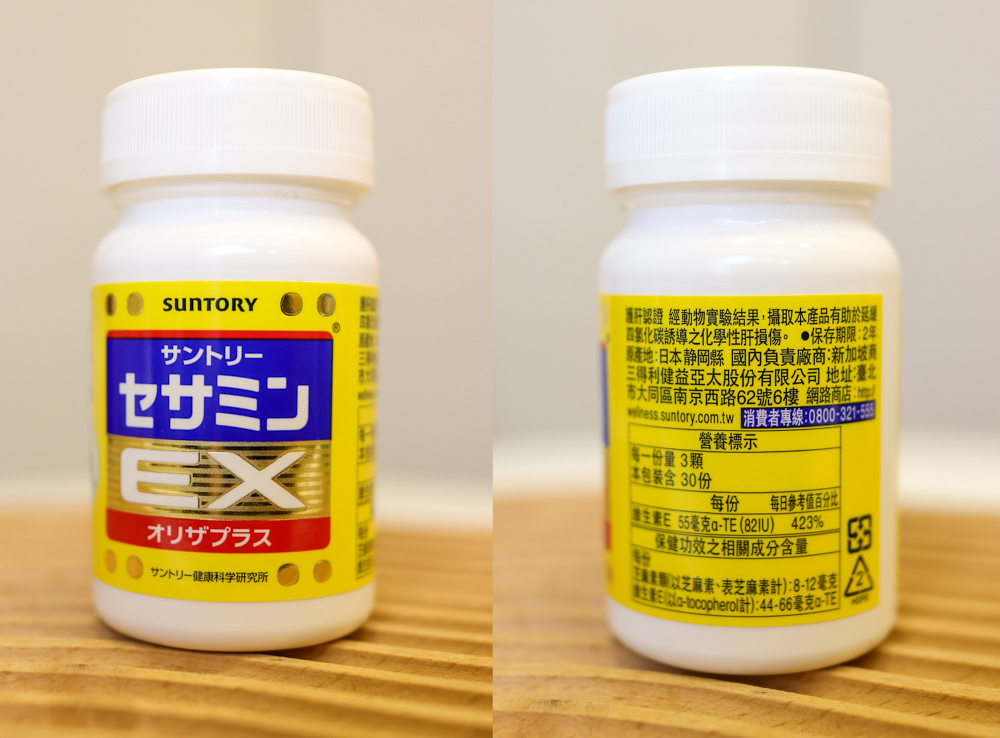 SUNTORY
®
サントリー
セサミン
EX
オリザプラス
サントリー健康科学研究所
護肝認證 經動物實驗結果,攝取本產品有助於延緩
四氯化碳誘導之化學性肝損傷。 ●保存期限:2年
原產地:日本靜岡縣 國內負責廠商:新加坡商
三得利健益亞太股份有限公司 地址:臺北
市大同區南京西路62號6樓 網路商店:http://
wellness.suntory.com.tw 消費者專線:0800-321-555
營養標示
每一份量 3顆
本包裝含 30份
每份 每日參考值百分比
維生素E 55毫克α-TE (82IU) 423%
保健功效之相關成分含量
每份
芝麻素類(以芝麻素、表芝麻素計):8-12毫克
維生素E(以α-tocopherol計):44-66毫克α-TE
2
HDPE